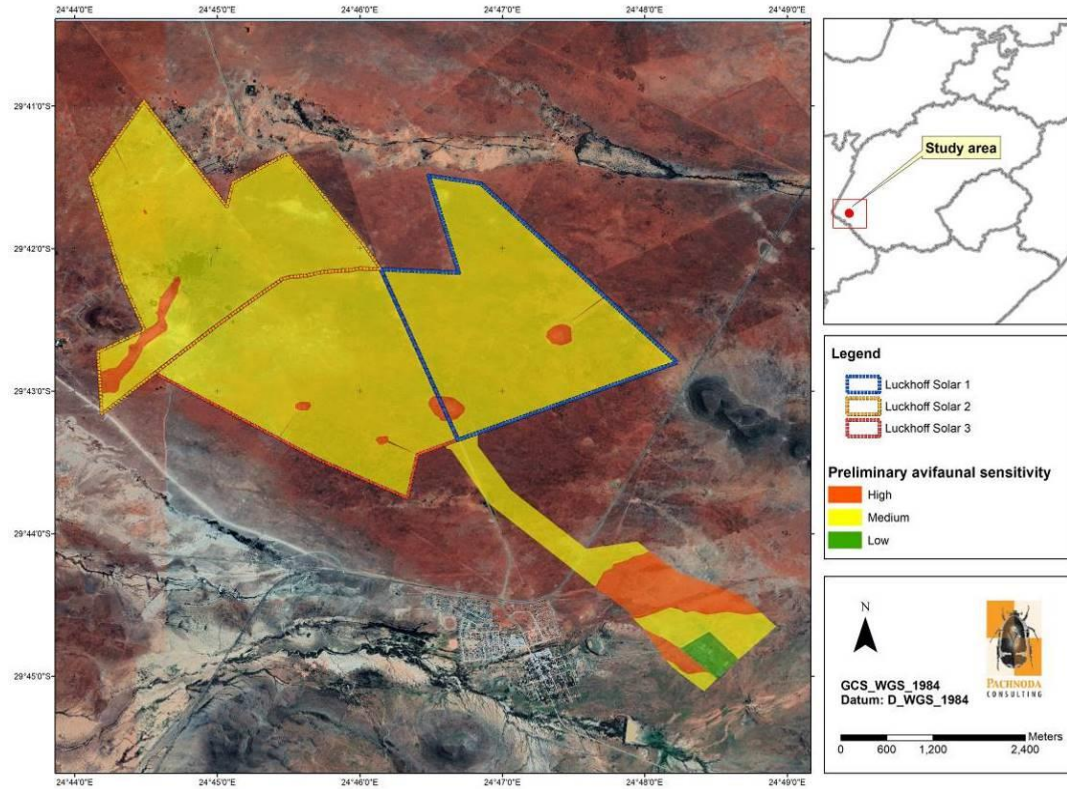 24°44'0"E 24°45'0"E 24°46'0"E 24°47'0"E 24°48'0"E 24°49'0"E
29°41'0"S
29°42'0"S
29°43'0"S
29°44'0"S
29°45'0"S
24°44'0"E 24°45'0"E 24°46'0"E 24°47'0"E 24°48'0"E 24°49'0"E
Study area
Legend
Luckhoff Solar 1
Luckhoff Solar 2
Luckhoff Solar 3
Preliminary avifaunal sensitivity
High
Medium
Low
N
PACHNODA
CONSULTING
GCS_WGS_1984
Datum: D_WGS_1984
Meters
0 600 1,200 2,400